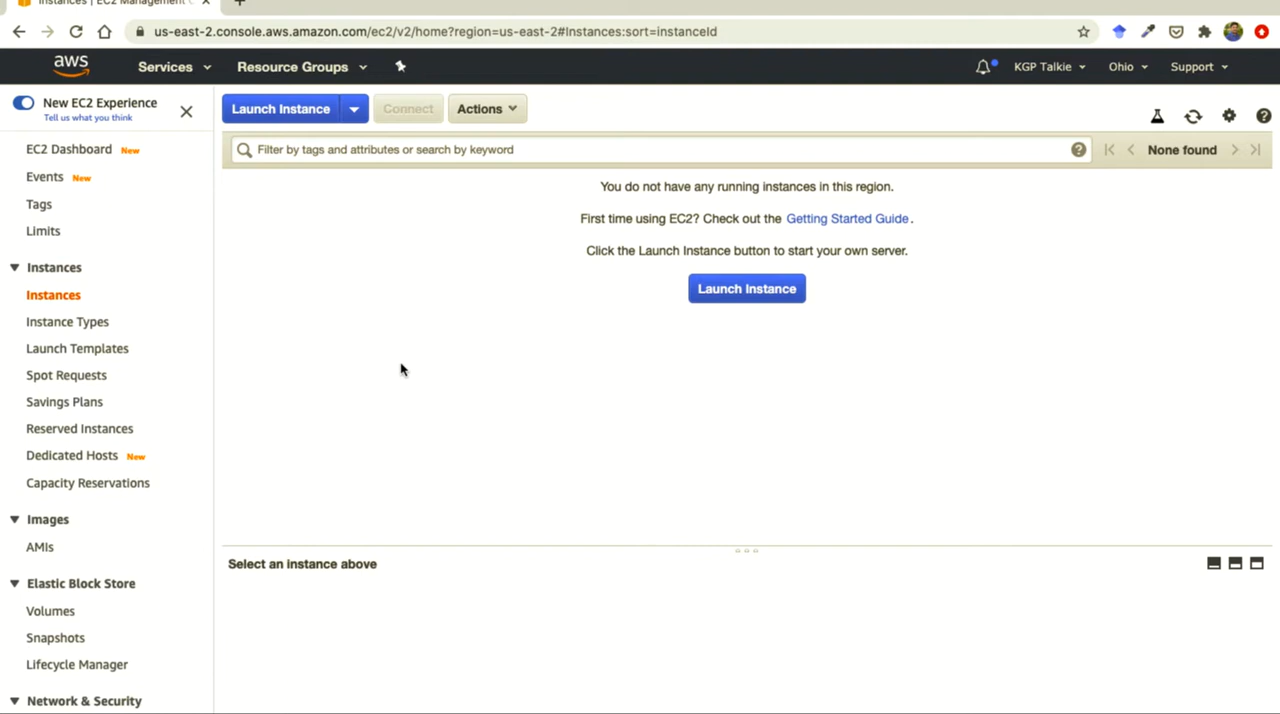 Instances | EC2 Management
us-east-2.console.aws.amazon.com/ec2/v2/home?region=us-east-2#Instances:sort=instanceId
aws
Services
Resource Groups
KGP Talkie
Ohio
Support
New EC2 Experience
Tell us what you think
EC2 Dashboard New
Events New
Tags
Limits
Instances
Instances
Instance Types
Launch Templates
Spot Requests
Savings Plans
Reserved Instances
Dedicated Hosts New
Capacity Reservations
Images
AMIs
Elastic Block Store
Volumes
Snapshots
Lifecycle Manager
Network & Security
Launch Instance
Connect
Actions
Filter by tags and attributes or search by keyword
None found
You do not have any running instances in this region.
First time using EC2? Check out the Getting Started Guide.
Click the Launch Instance button to start your own server.
Launch Instance
Select an instance above